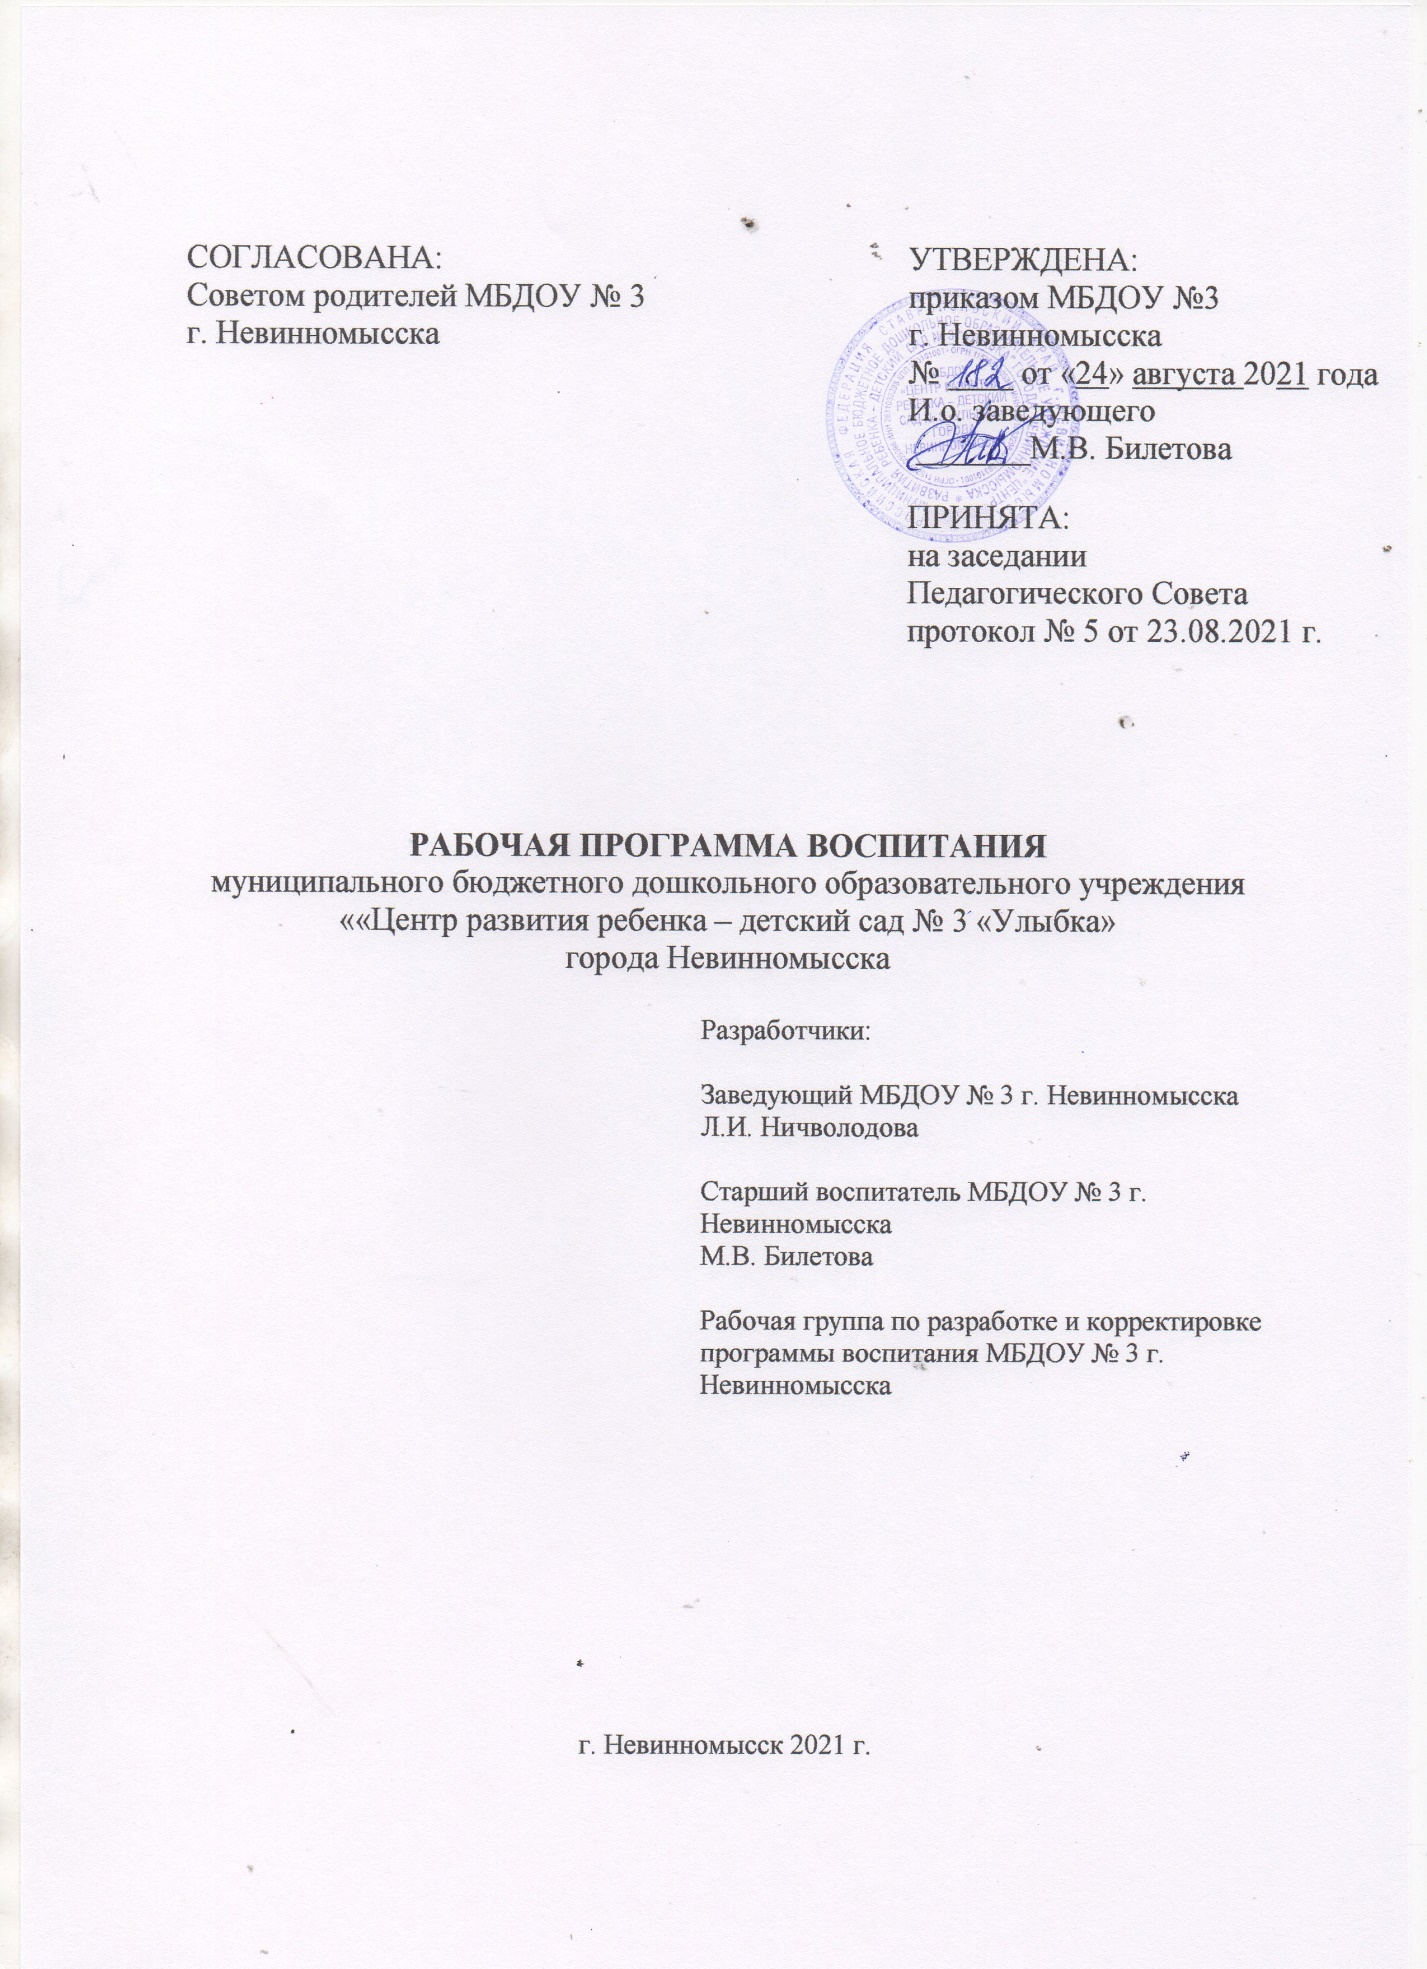 СОГЛАСОВАНА:
Советом родителей МБДОУ № 3
г. Невинномысска
УТВЕРЖДЕНА:
приказом МБДОУ №3
г. Невинномысска
№ 182 от «24» августа 2021 года
И.о. заведующего
М.В. Билетова
ПРИНЯТА:
на заседании
Педагогического Совета
протокол № 5 от 23.08.2021 г.
РАБОЧАЯ ПРОГРАММА ВОСПИТАНИЯ
муниципального бюджетного дошкольного образовательного учреждения
««Центр развития ребенка – детский сад № 3 «Улыбка»
города Невинномысска
Разработчики:
Заведующий МБДОУ № 3 г. Невинномысска
Л.И. Ничволодова
Старший воспитатель МБДОУ № 3 г.
Невинномысска
М.В. Билетова
Рабочая группа по разработке и корректировке
программы воспитания МБДОУ № 3 г.
Невинномысска
г. Невинномысск 2021 г.